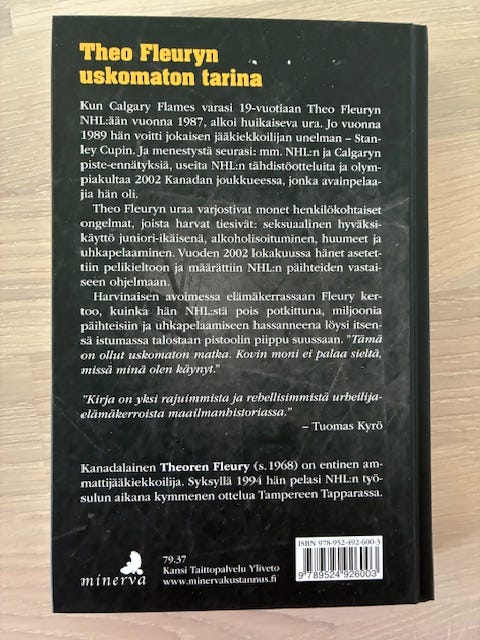 Theo Fleuryn
uskomaton tarina
Kun Calgary Flames varasi 19-vuotiaan Theo Fleuryn
NHL:ään vuonna 1987, alkoi huikaiseva ura. Jo vuonna
1989 hän voitti jokaisen jääkiekkoilijan unelman – Stan-
ley Cupin. Ja menestystä seurasi: mm. NHL:n ja Calgaryn
piste-ennätyksiä, useita NHL:n tähdistöotteluita ja olym-
piakultaa 2002 Kanadan joukkueessa, jonka avainpelaa-
jia hän oli.
Theo Fleuryn uraa varjostivat monet henkilökohtaiset
ongelmat, joista harvat tiesivät: seksuaalinen hyväksi-
käyttö juniori-ikäisenä, alkoholisoituminen, huumeet ja
uhkapelaaminen. Vuoden 2002 lokakuussa hänet asetet-
tiin pelikieltoon ja määrättiin NHL:n päihteiden vastai-
seen ohjelmaan.
Harvinaisen avoimessa elämäkerrassaan Fleury ker-
too, kuinka hän NHL:stä pois potkittuna, miljoonia
päihteisiin ja uhkapelaamiseen hassanneena löysi itsen-
sä istumassa talostaan pistoolin piippu suussaan. "Tämä
on ollut uskomaton matka. Kovin moni ei palaa sieltä,
missä minä olen käynyt."
"Kirja on yksi rajuimmista ja rehellisimmistä urheilija-
elämäkerroista maailmanhistoriassa."
– Tuomas Kyrö
Kanadalainen Theoren Fleury (s. 1968) on entinen am-
mattijääkiekkoilija. Syksyllä 1994 hän pelasi NHL:n työ-
sulun aikana kymmenen ottelua Tampereen Tapparassa.
minerva
79.37
Kansi Taittopalvelu Yliveto
www.minervakustannus.fi
ISBN 978-952-492-600-3
9 789524 926003